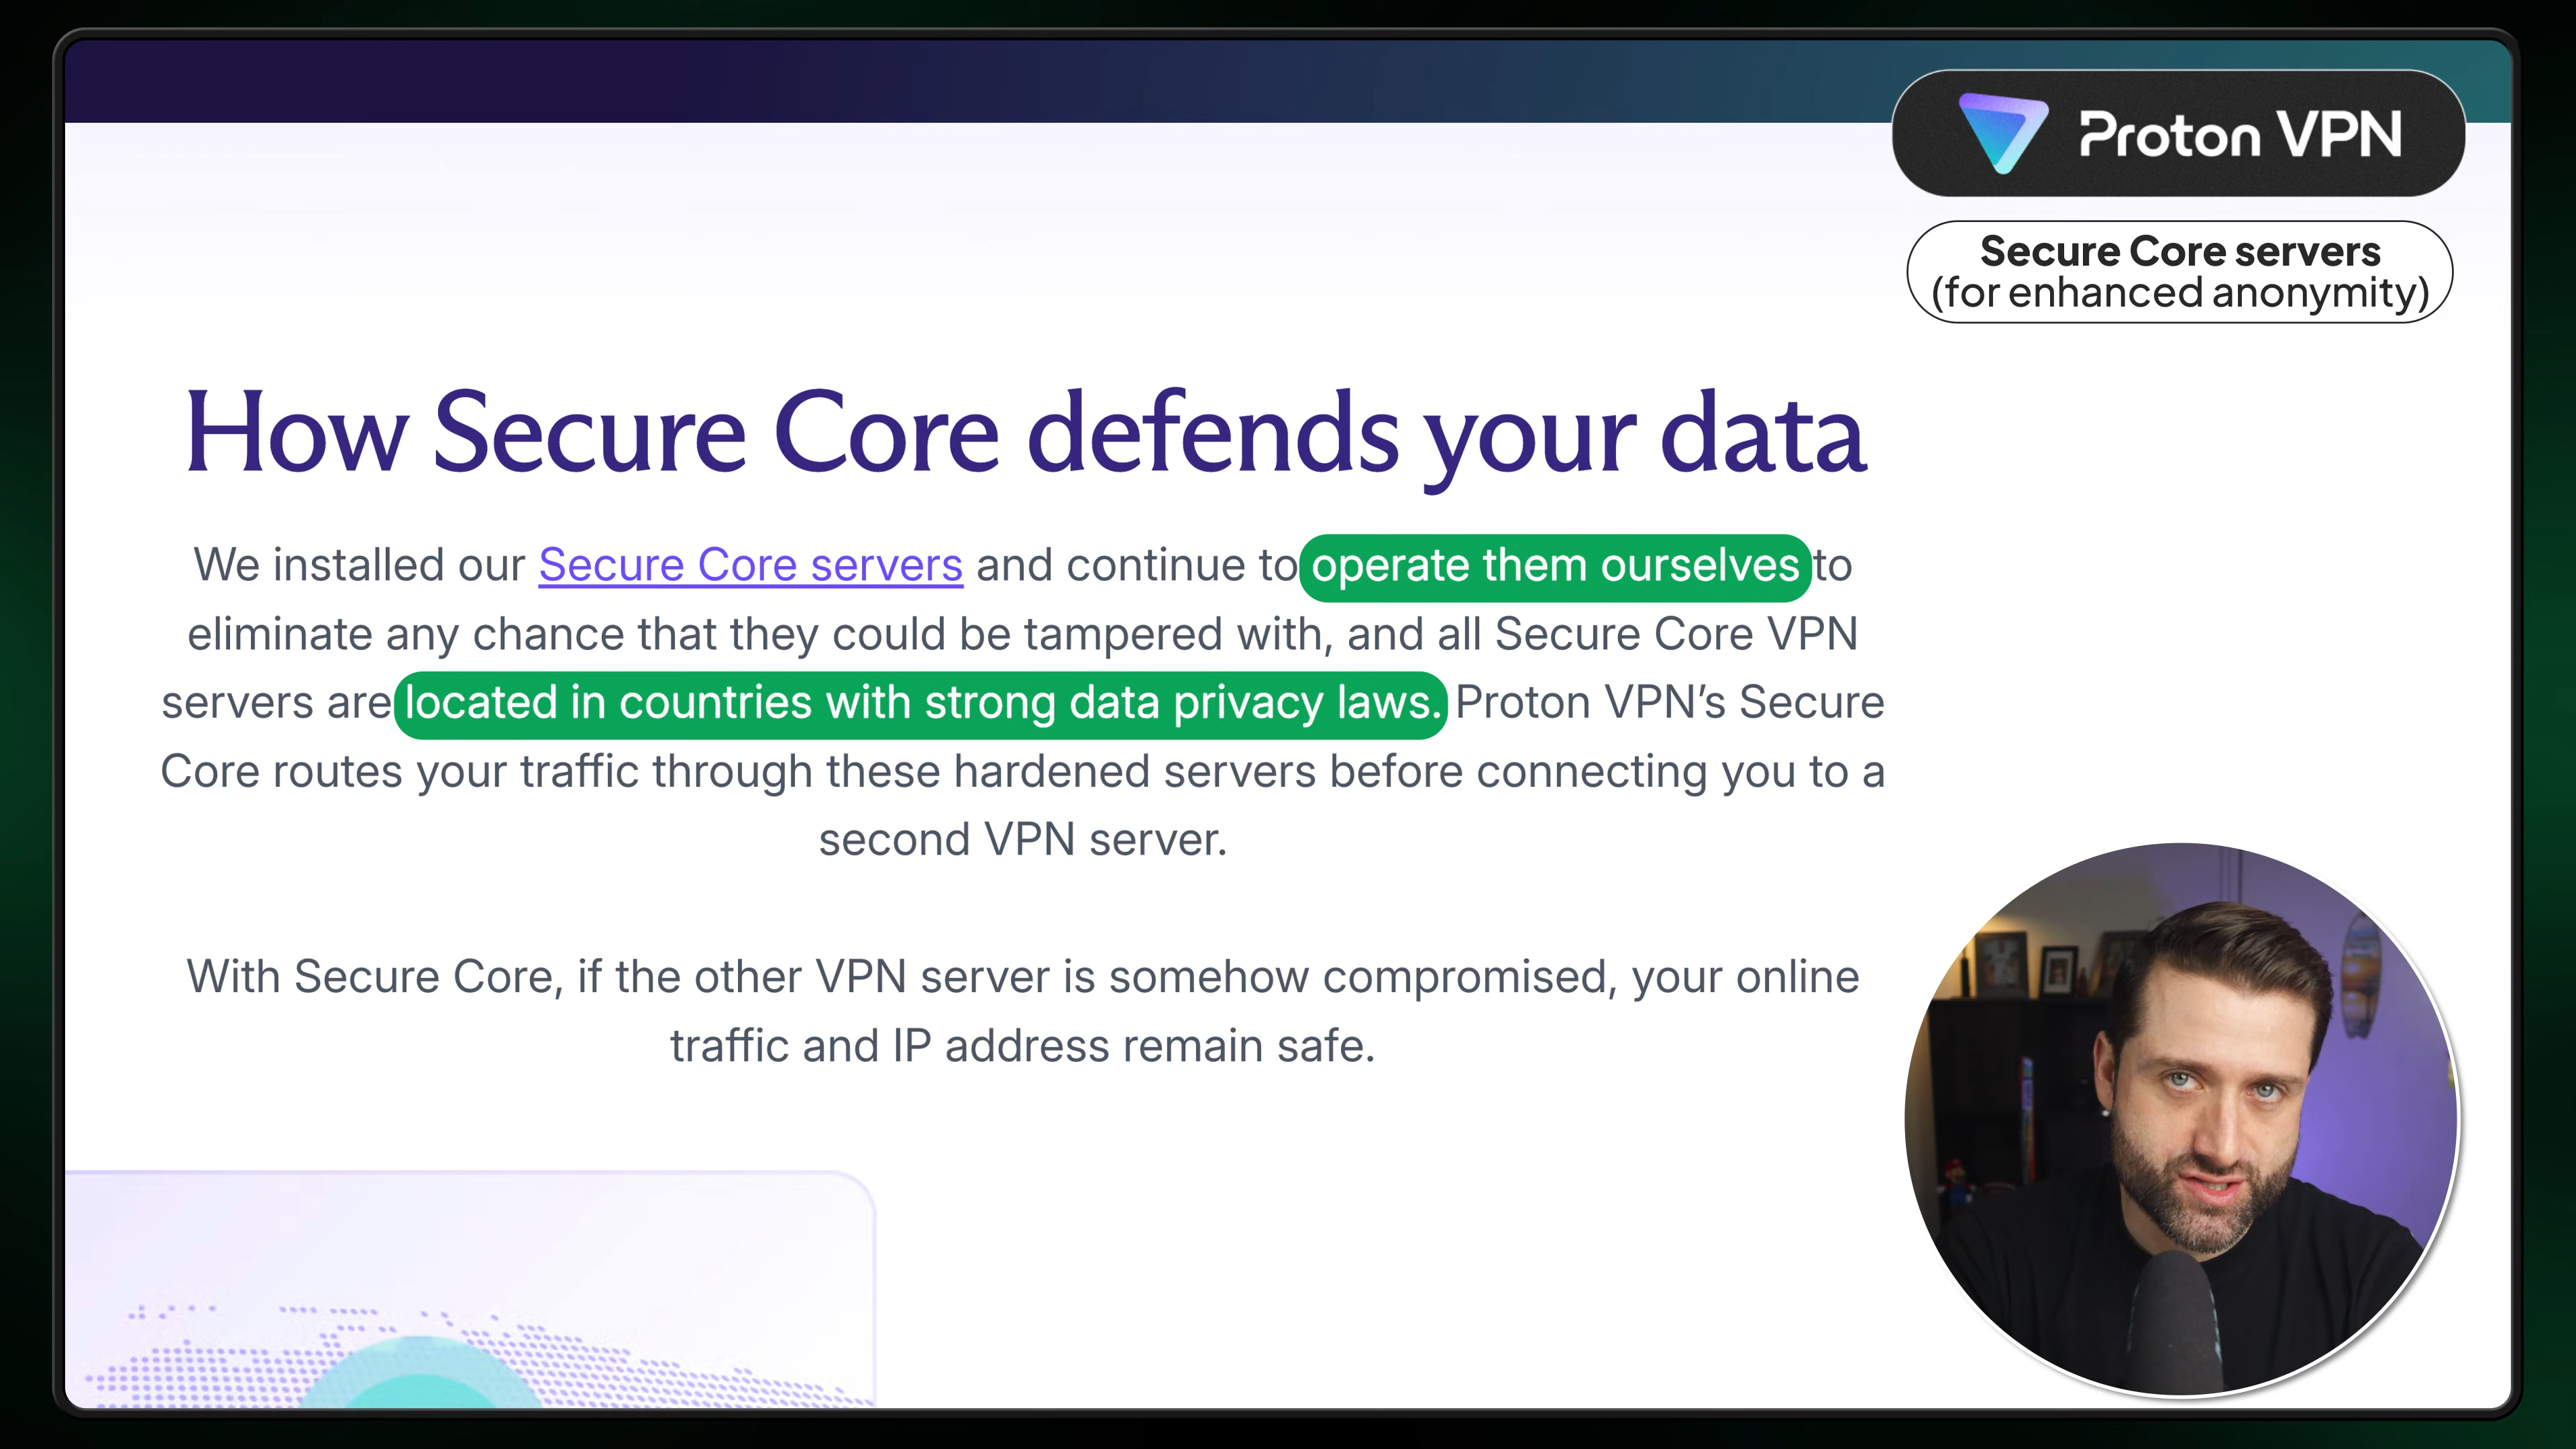 Proton VPN
Secure Core servers
(for enhanced anonymity)
How Secure Core defends your data
We installed our Secure Core servers and continue to operate them ourselves to
eliminate any chance that they could be tampered with, and all Secure Core VPN
servers are located in countries with strong data privacy laws. Proton VPN’s Secure
Core routes your traffic through these hardened servers before connecting you to a
second VPN server.
With Secure Core, if the other VPN server is somehow compromised, your online
traffic and IP address remain safe.